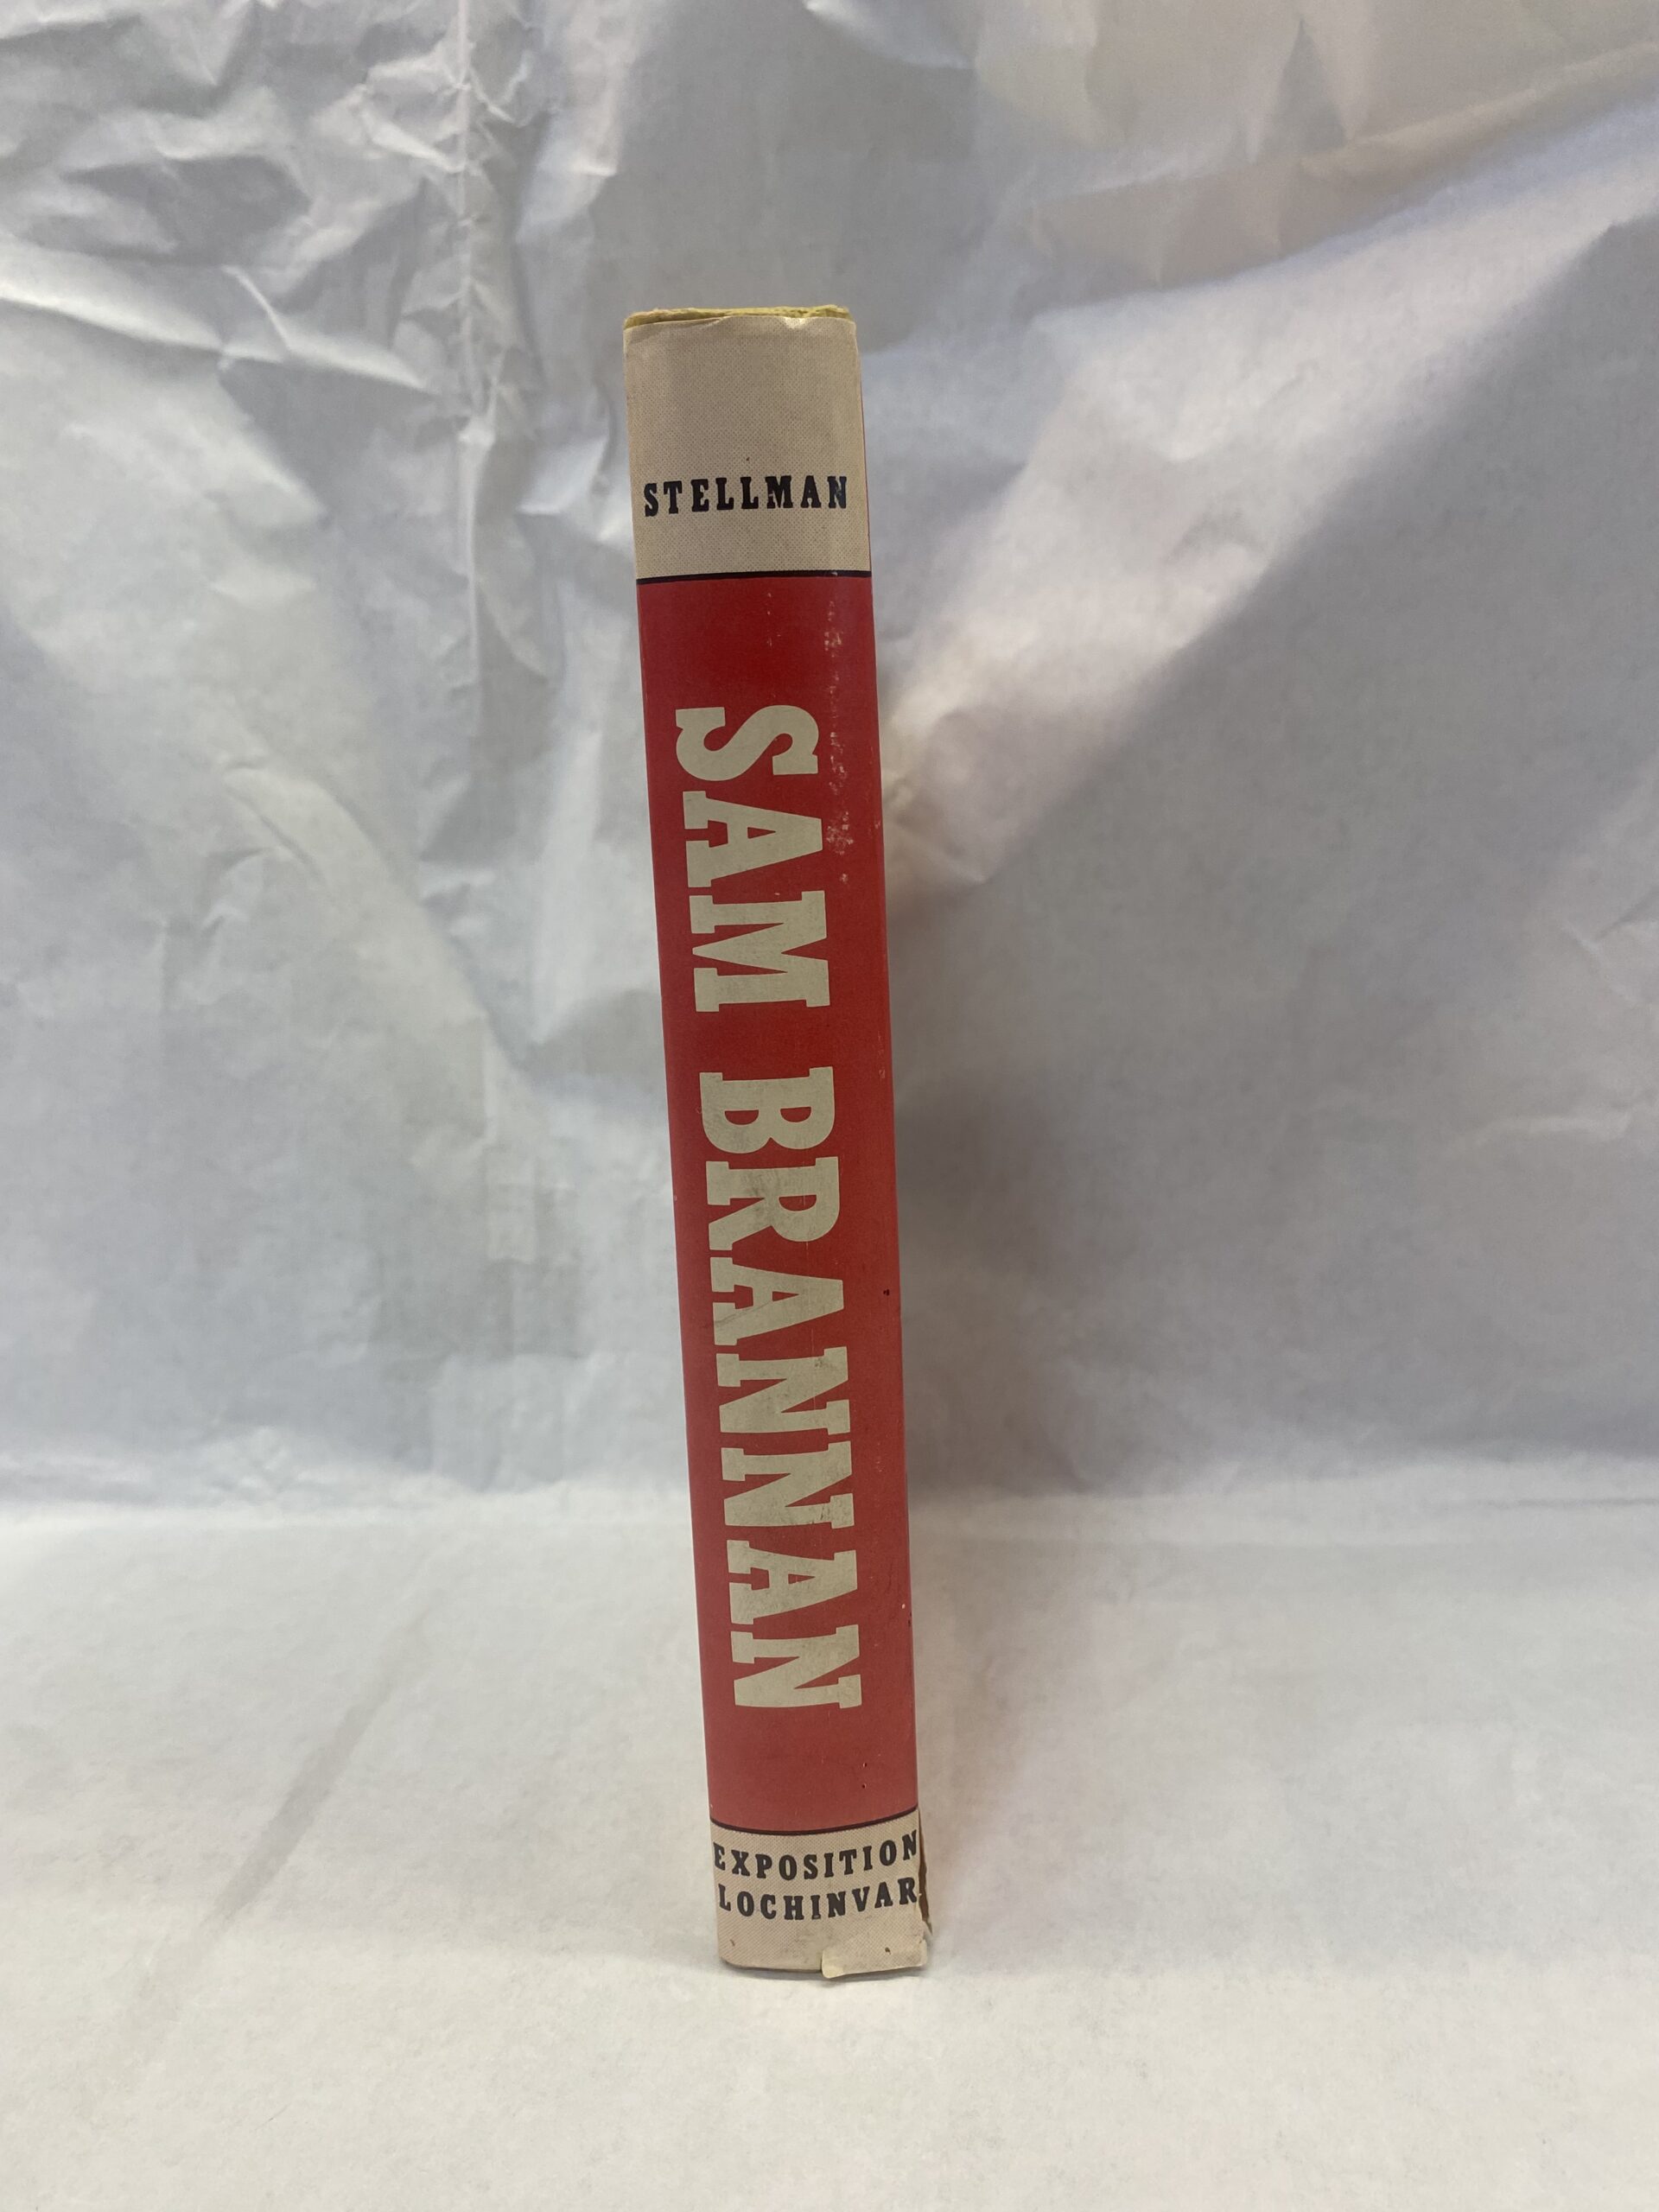 STELLMAN
SAM BRANNAN
EXPOSITION
LOCHINVAR